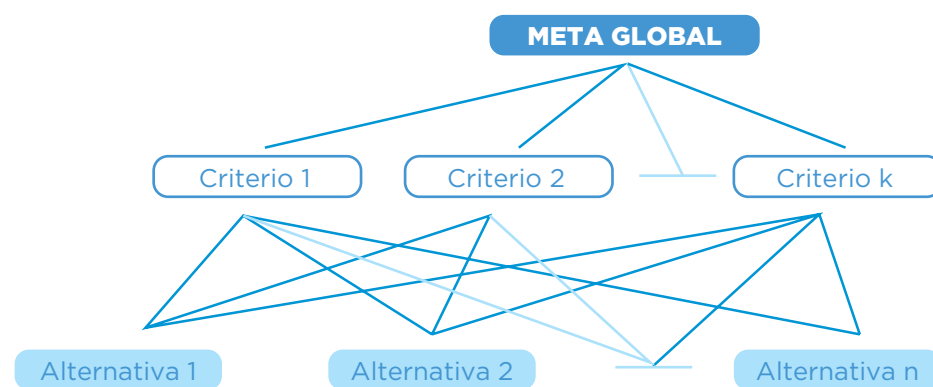 META GLOBAL
Criterio 1
Criterio 2
Criterio k
Alternativa 1
Alternativa 2
Alternativa n